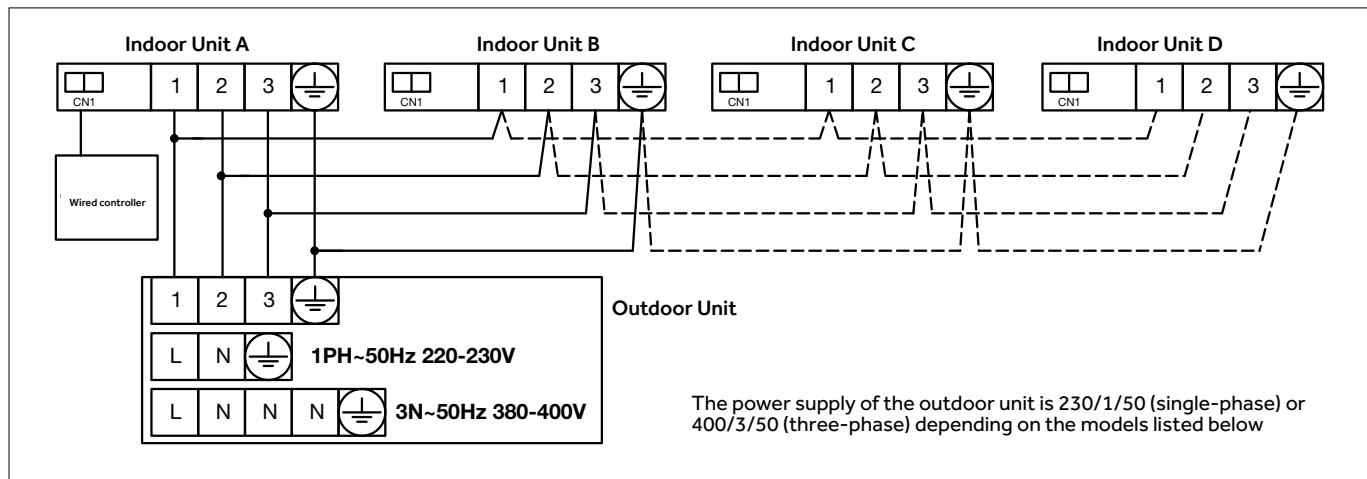 Indoor Unit A Indoor Unit B Indoor Unit C Indoor Unit D
CN1 1 2 3 CN1 1 2 3 CN1 1 2 3 CN1 1 2 3
Wired controller
1 2 3
Outdoor Unit
L N 1PH~50Hz 220-230V
L N N N 3N~50Hz 380-400V
The power supply of the outdoor unit is 230/1/50 (single-phase) or
400/3/50 (three-phase) depending on the models listed below